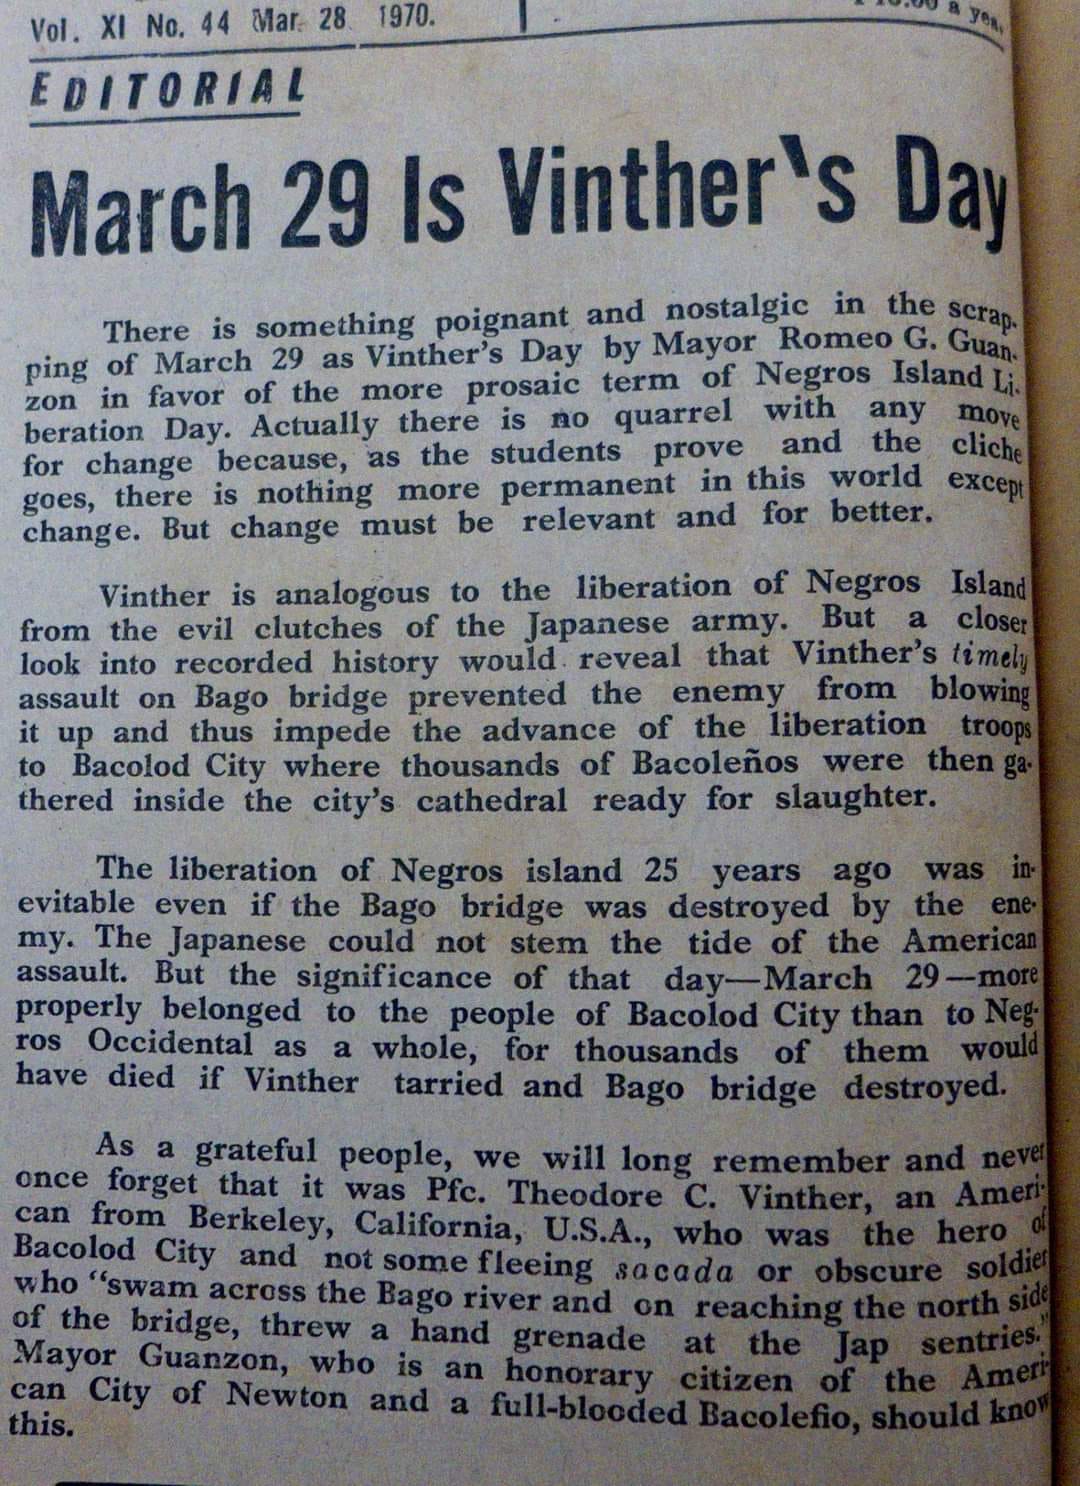 Vol. XI No. 44 Mar. 28 1970.
a year.
EDITORIAL
March 29 Is Vinther's Day
There is something poignant and nostalgic in the scrap-
ping of March 29 as Vinther's Day by Mayor Romeo G. Guan-
zon in favor of the more prosaic term of Negros Island Li-
beration Day. Actually there is no quarrel with any move
for change because, as the students prove and the cliche
goes, there is nothing more permanent in this world except
change. But change must be relevant and for better.
Vinther is analogous to the liberation of Negros Island
from the evil clutches of the Japanese army. But a closer
look into recorded history would reveal that Vinther's timely
assault on Bago bridge prevented the enemy from blowing
it up and thus impede the advance of the liberation troops
to Bacolod City where thousands of Bacoleños were then ga-
thered inside the city's cathedral ready for slaughter.
The liberation of Negros island 25 years ago was in-
evitable even if the Bago bridge was destroyed by the ene-
my. The Japanese could not stem the tide of the American
assault. But the significance of that day—March 29—more
properly belonged to the people of Bacolod City than to Neg-
ros Occidental as a whole, for thousands of them would
have died if Vinther tarried and Bago bridge destroyed.
As a grateful people, we will long remember and never
once forget that it was Pfc. Theodore C. Vinther, an Ameri-
can from Berkeley, California, U.S.A., who was the hero of
Bacolod City and not some fleeing sacada or obscure soldier
who "swam across the Bago river and on reaching the north side
of the bridge, threw a hand grenade at the Jap sentries."
Mayor Guanzon, who is an honorary citizen of the Ameri-
can City of Newton and a full-blooded Bacolefio, should know
this.